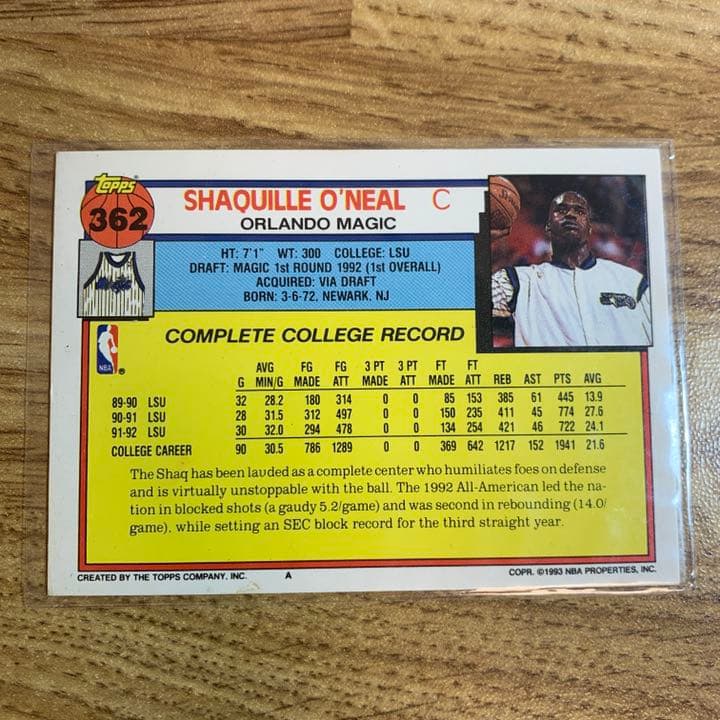 TOPPS
362
SHAQUILLE O'NEAL C
ORLANDO MAGIC
HT: 7'1" WT: 300 COLLEGE: LSU
DRAFT: MAGIC 1st ROUND 1992 (1st OVERALL)
ACQUIRED: VIA DRAFT
BORN: 3-6-72, NEWARK, NJ
NBA
COMPLETE COLLEGE RECORD
AVG FG FG 3 PT 3 PT FT FT
G MIN/G MADE ATT MADE ATT MADE ATT REB AST PTS AVG
89-90 LSU 32 28.2 180 314 0 0 85 153 385 61 445 13.9
90-91 LSU 28 31.5 312 497 0 0 150 235 411 45 774 27.6
91-92 LSU 30 32.0 294 478 0 0 134 254 421 46 722 24.1
COLLEGE CAREER 90 30.5 786 1289 0 0 369 642 1217 152 1941 21.6
The Shaq has been lauded as a complete center who humiliates foes on defense
and is virtually unstoppable with the ball. The 1992 All-American led the na-
tion in blocked shots (a gaudy 5.2/game) and was second in rebounding (14.0/
game), while setting an SEC block record for the third straight year.
CREATED BY THE TOPPS COMPANY, INC. A COPR. ©1993 NBA PROPERTIES, INC.